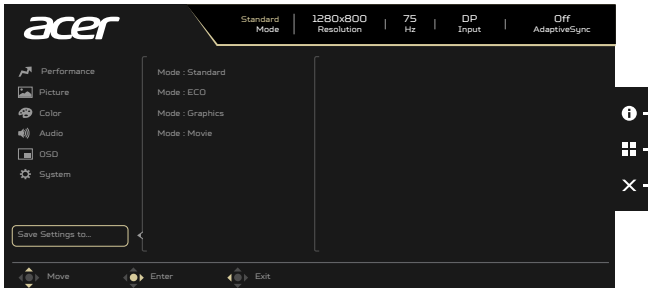 acer
Standard 1280x800 75 DP Off
Mode Resolution Hz Input AdaptiveSync
Performance
Picture
Color
Audio
OSD
System
Save Settings to...
Mode : Standard
Mode : ECO
Mode : Graphics
Mode : Movie
Move Enter Exit